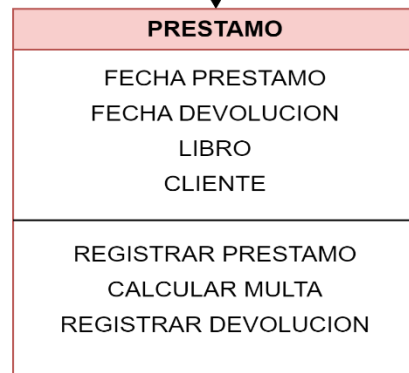 PRESTAMO
FECHA PRESTAMO
FECHA DEVOLUCION
LIBRO
CLIENTE
REGISTRAR PRESTAMO
CALCULAR MULTA
REGISTRAR DEVOLUCION